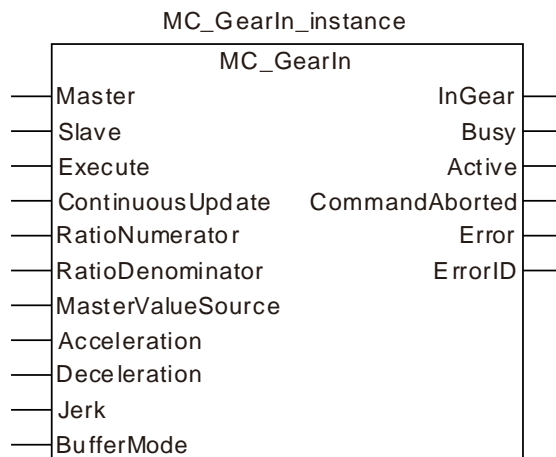 MC_GearIn_instance
MC_GearIn
Master InGear
Slave Busy
Execute Active
ContinuousUpdate CommandAborted
RatioNumerator Error
RatioDenominator ErrorID
MasterValueSource
Acceleration
Deceleration
Jerk
BufferMode